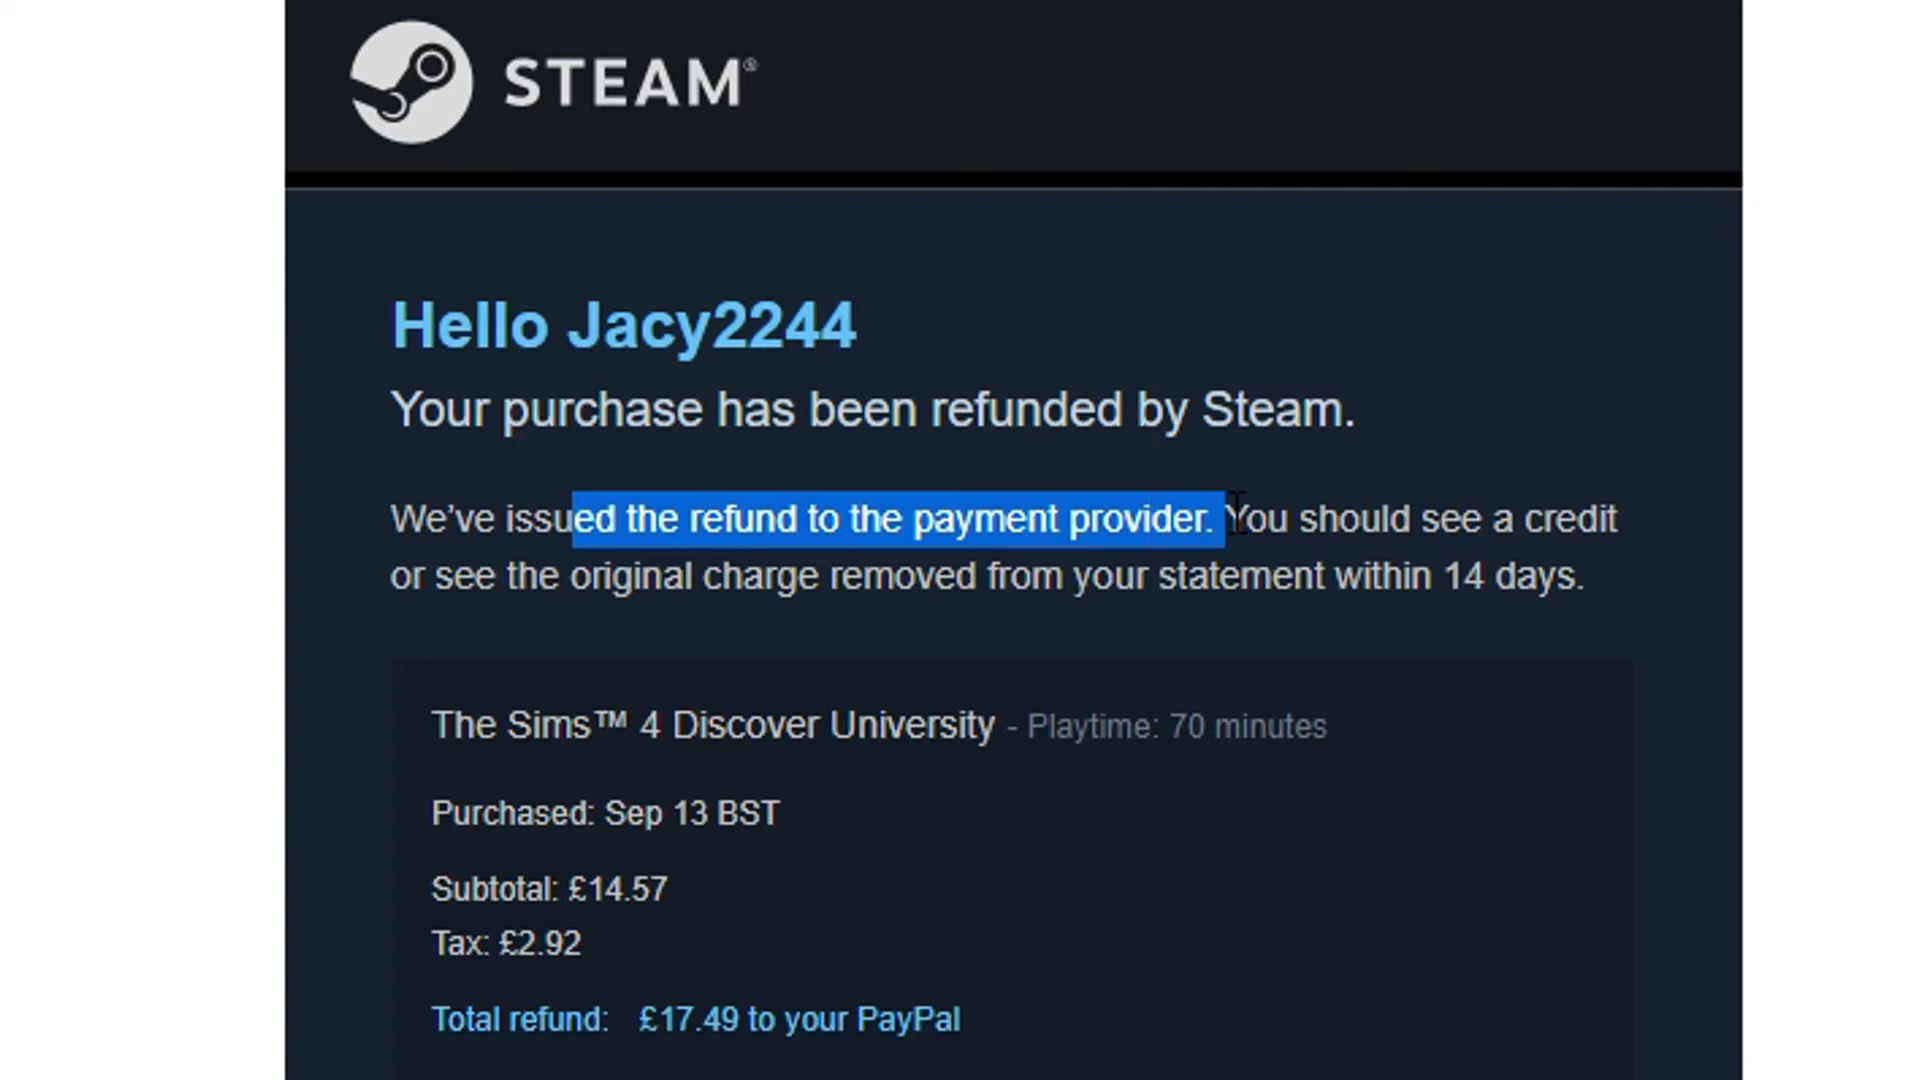 STEAM®
Hello Jacy2244
Your purchase has been refunded by Steam.
We’ve issued the refund to the payment provider. You should see a credit
or see the original charge removed from your statement within 14 days.
The Sims™ 4 Discover University - Playtime: 70 minutes
Purchased: Sep 13 BST
Subtotal: £14.57
Tax: £2.92
Total refund: £17.49 to your PayPal